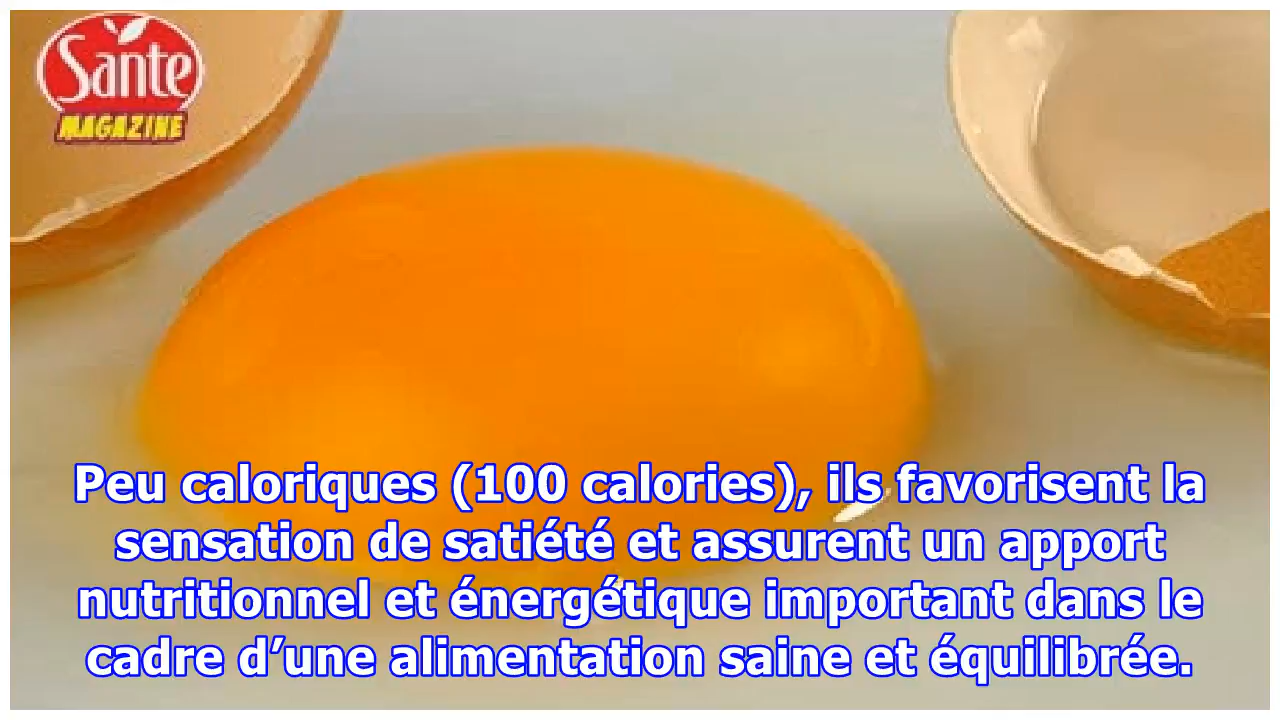 Sante
MAGAZINE
Peu caloriques (100 calories), ils favorisent la
sensation de satiété et assurent un apport
nutritionnel et énergétique important dans le
cadre d’une alimentation saine et équilibrée.